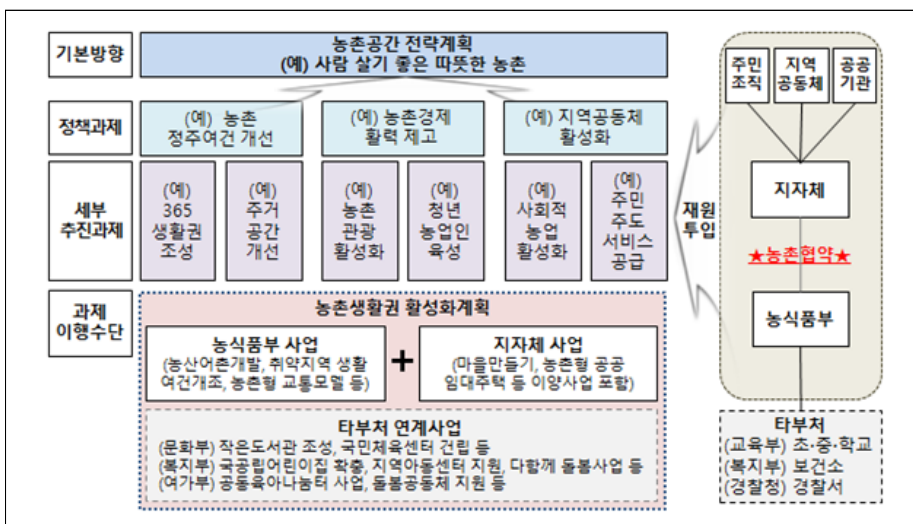 기본방향
농촌공간 전략계획
(예) 사람 살기 좋은 따뜻한 농촌
주민
조직
지역
공동체
공공
기관
정책과제
(예) 농촌
정주여건 개선
(예) 농촌경제
활력 제고
(예) 지역공동체
활성화
세부
추진과제
(예)
365
생활권
조성
(예)
주거
공간
개선
(예)
농촌
관광
활성화
(예)
청년
농업인
육성
(예)
사회적
농업
활성화
(예)
주민
주도
서비스
공급
재원
투입
지자체
★농촌협약★
농식품부
과제
이행수단
농촌생활권 활성화계획
농식품부 사업
(농산어촌개발, 취약지역 생활
여건개조, 농촌형 교통모델 등)
+
지자체 사업
(마을만들기, 농촌형 공공
임대주택 등 이양사업 포함)
타부처 연계사업
(문화부) 작은도서관 조성, 국민체육센터 건립 등
(복지부) 국공립어린이집 확충, 지역아동센터 지원, 다함께 돌봄사업 등
(여가부) 공동육아나눔터 사업, 돌봄공동체 지원 등
타부처
(교육부) 초·중·학교
(복지부) 보건소
(경찰청) 경찰서